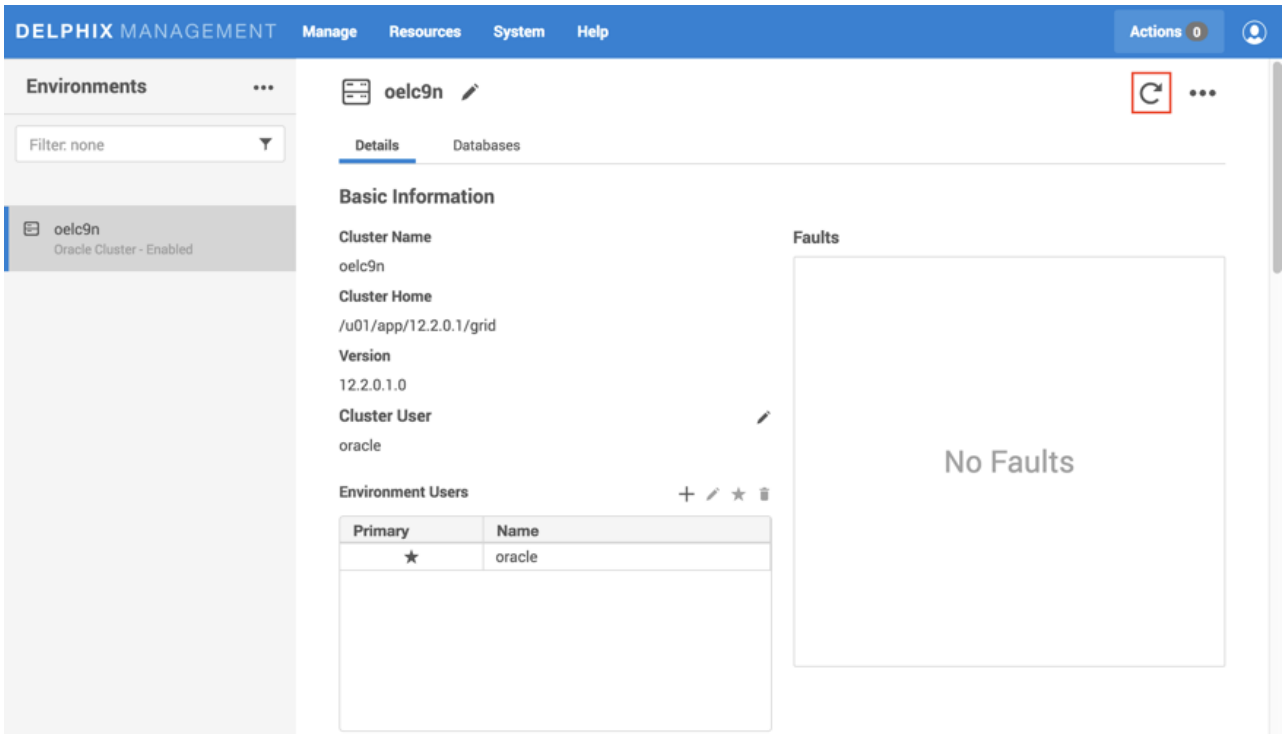 DELPHIX MANAGEMENT Manage Resources System Help Actions 0
Environments
Filter: none
oelc9n
Oracle Cluster - Enabled
oelc9n
Details Databases
Basic Information
Cluster Name
oelc9n
Cluster Home
/u01/app/12.2.0.1/grid
Version
12.2.0.1.0
Cluster User
oracle
Environment Users
Primary Name
oracle
Faults
No Faults